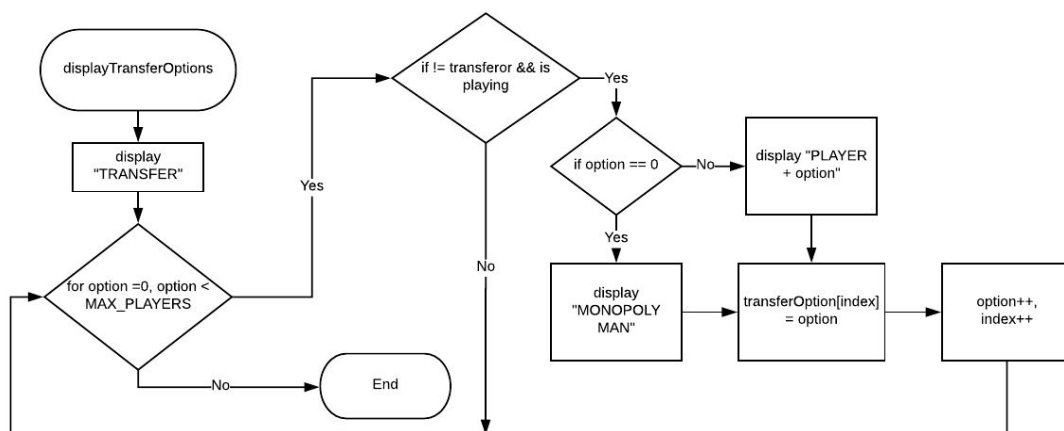 displayTransferOptions
display
"TRANSFER"
for option =0, option <
MAX_PLAYERS
Yes
No
End
if != transferor && is
playing
Yes
No
if option == 0
No
display "PLAYER
+ option"
Yes
display
"MONOPOLY
MAN"
transferOption[index]
= option
option++,
index++